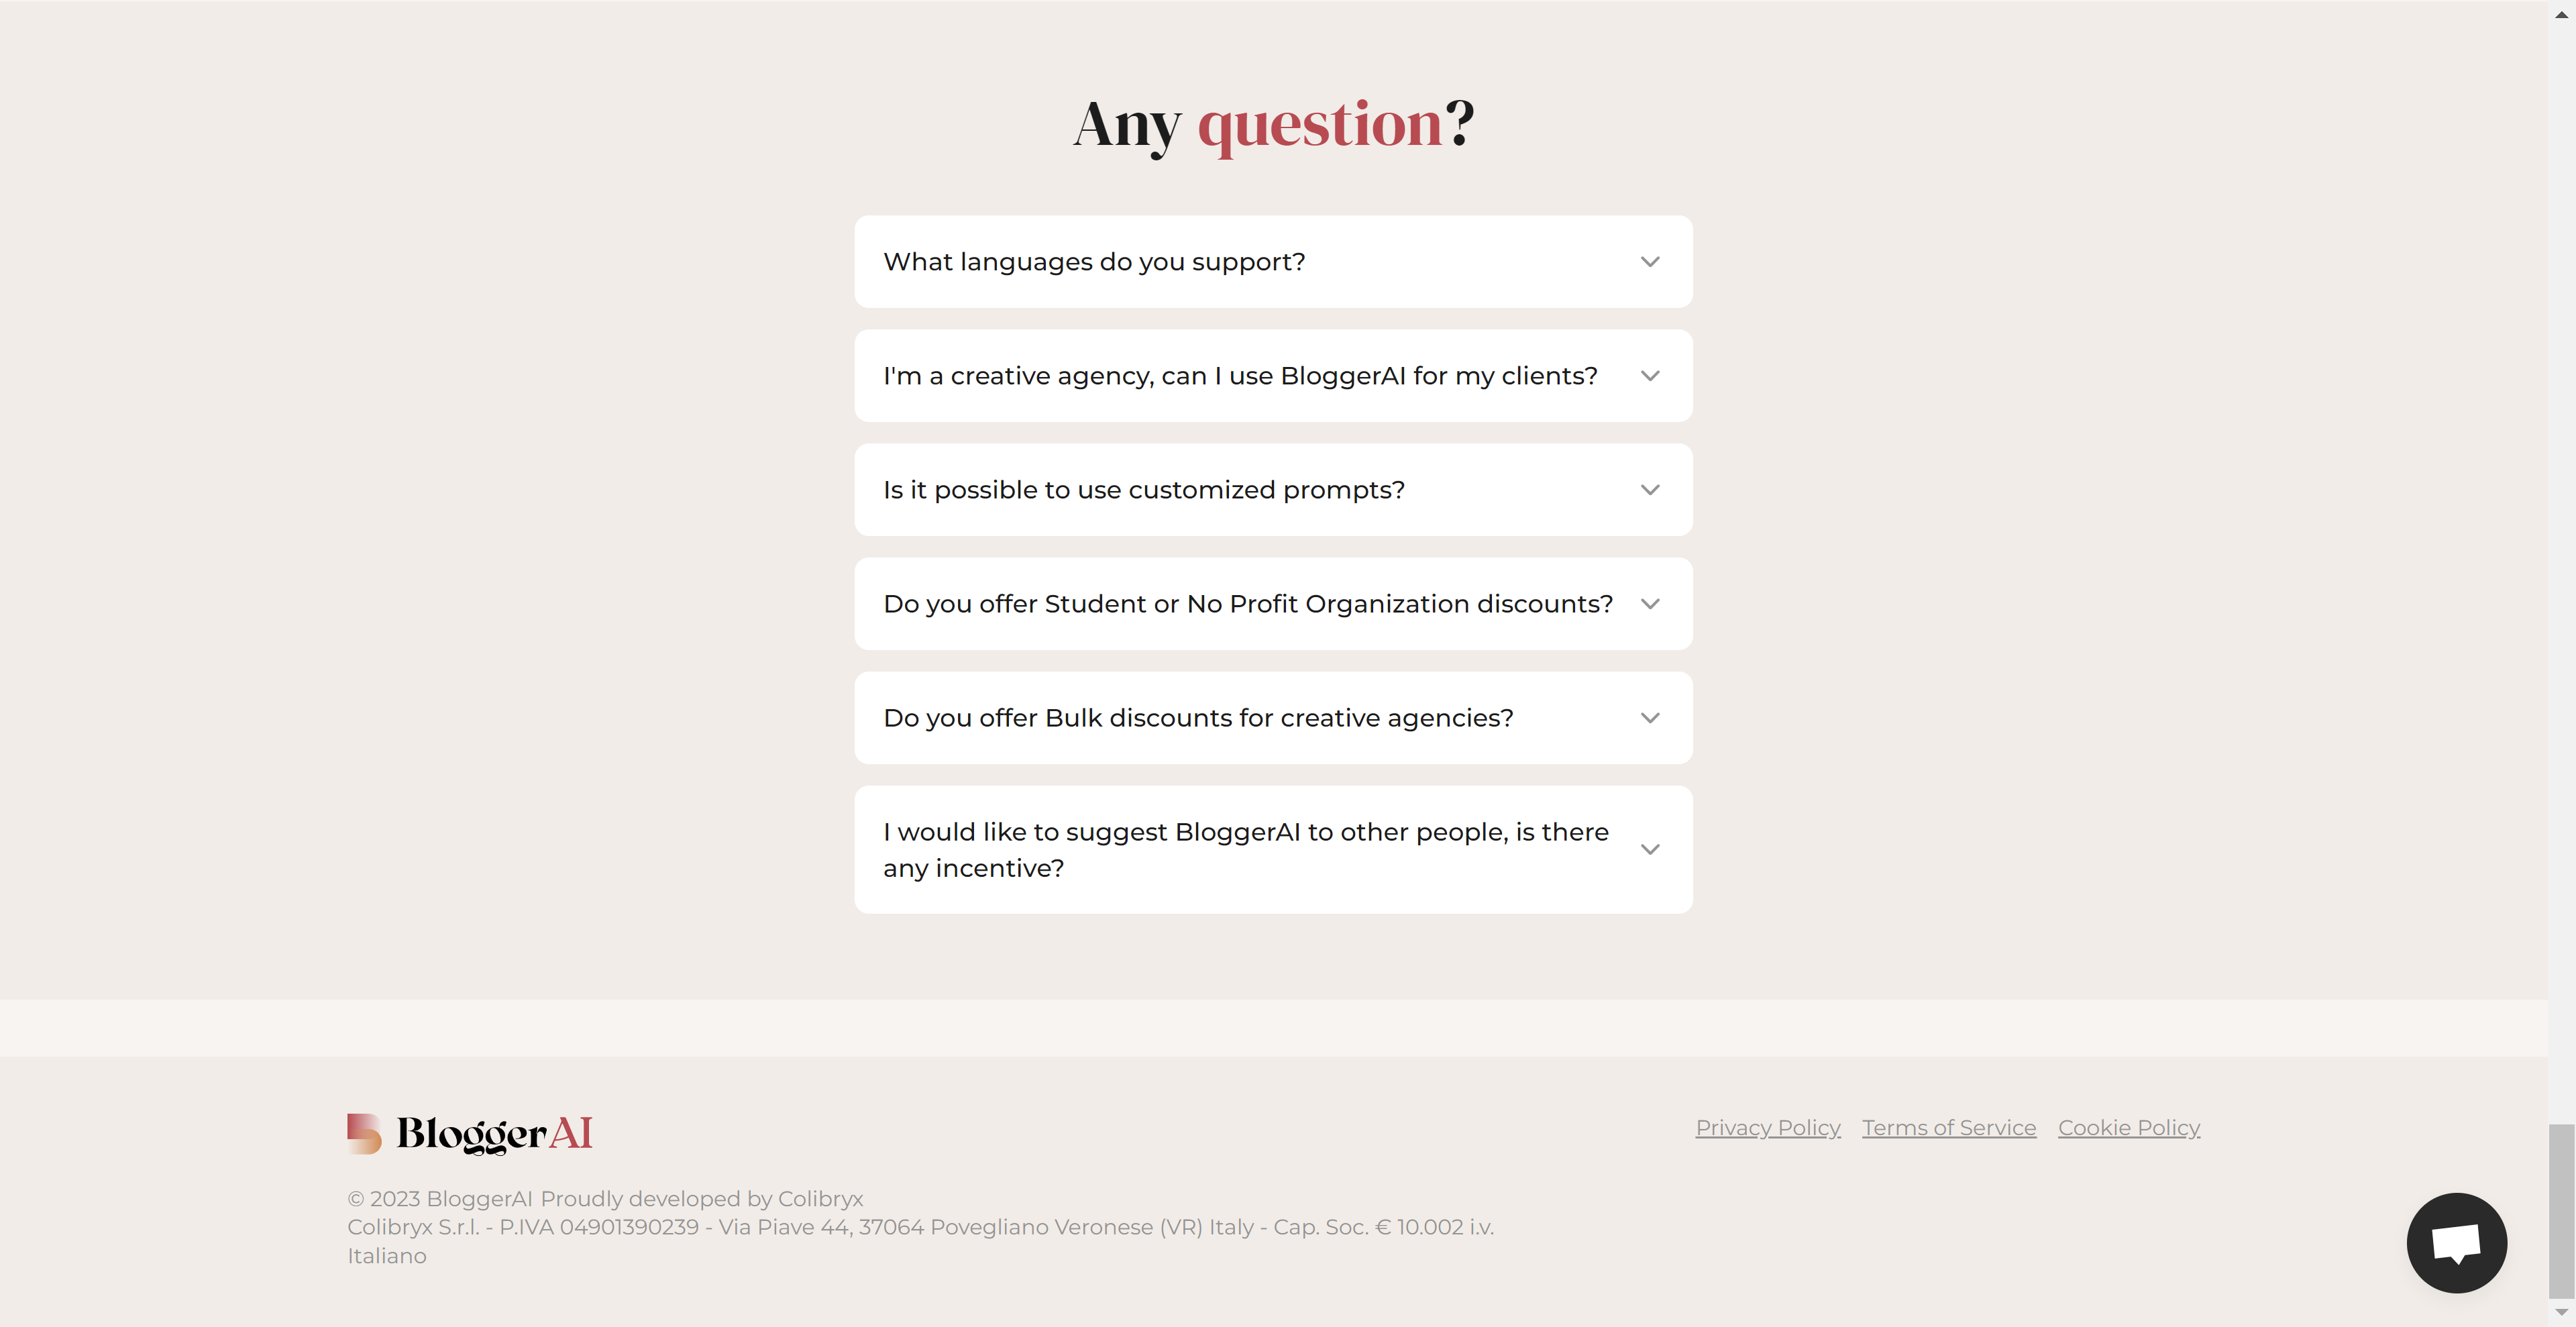 Any question?
What languages do you support?
I'm a creative agency, can I use BloggerAI for my clients?
Is it possible to use customized prompts?
Do you offer Student or No Profit Organization discounts?
Do you offer Bulk discounts for creative agencies?
I would like to suggest BloggerAI to other people, is there
any incentive?
BloggerAI
Privacy Policy Terms of Service Cookie Policy
© 2023 BloggerAI Proudly developed by Colibryx
Colibryx S.r.l. - P.IVA 04901390239 - Via Piave 44, 37064 Povegliano Veronese (VR) Italy - Cap. Soc. € 10.002 i.v.
Italiano